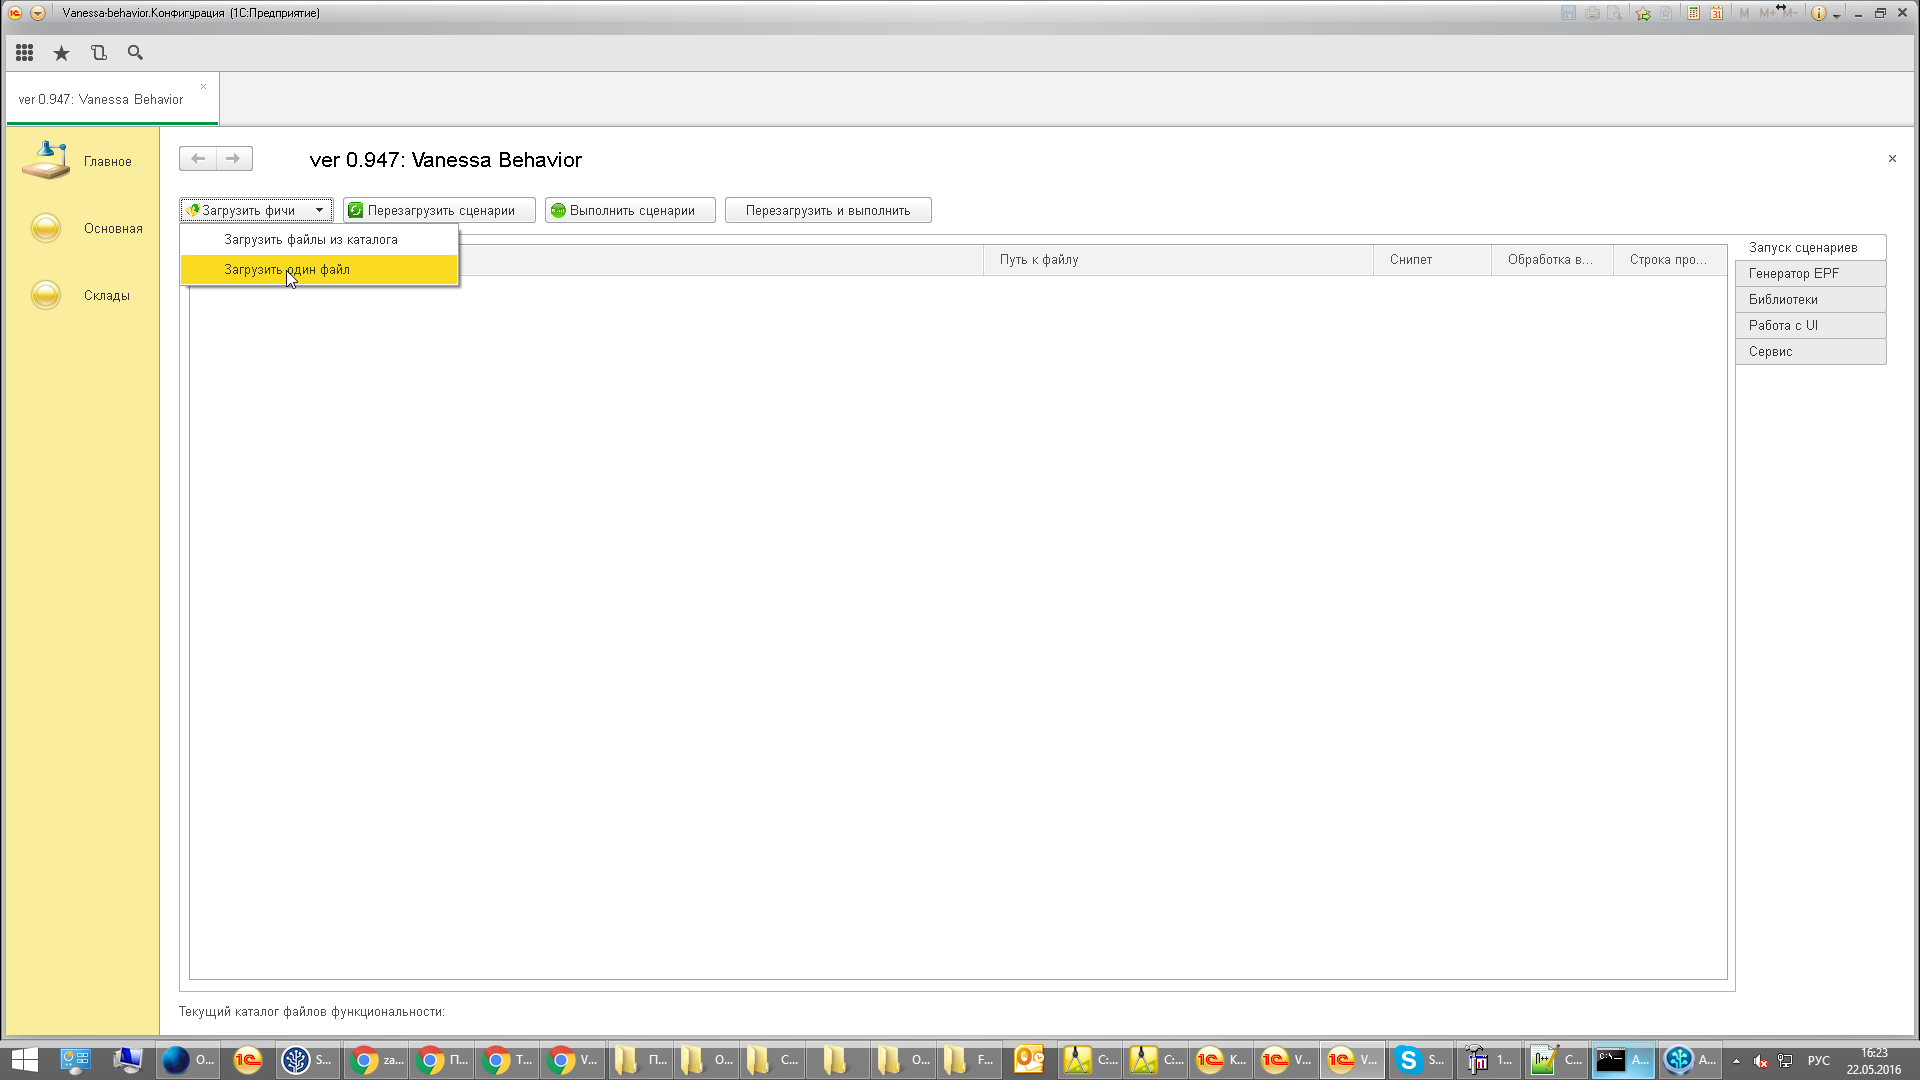 Vanessa-behavior.Конфигурация (1С:Предприятие)
M M+ M-
ver 0.947: Vanessa Behavior
Главное
Основная
Склады
ver 0.947: Vanessa Behavior
Загрузить фичи
Перезагрузить сценарии
Выполнить сценарии
Перезагрузить и выполнить
Загрузить файлы из каталога
Загрузить один файл
Путь к файлу
Снипет
Обработка в...
Строка про...
Запуск сценариев
Генератор EPF
Библиотеки
Работа с UI
Сервис
Текущий каталог файлов функциональности:
O... S... za... П... T... V... П... О... С... О... F... C:... C:... K... V... V... S... 1... C... A... A...
РУС
16:23
22.05.2016